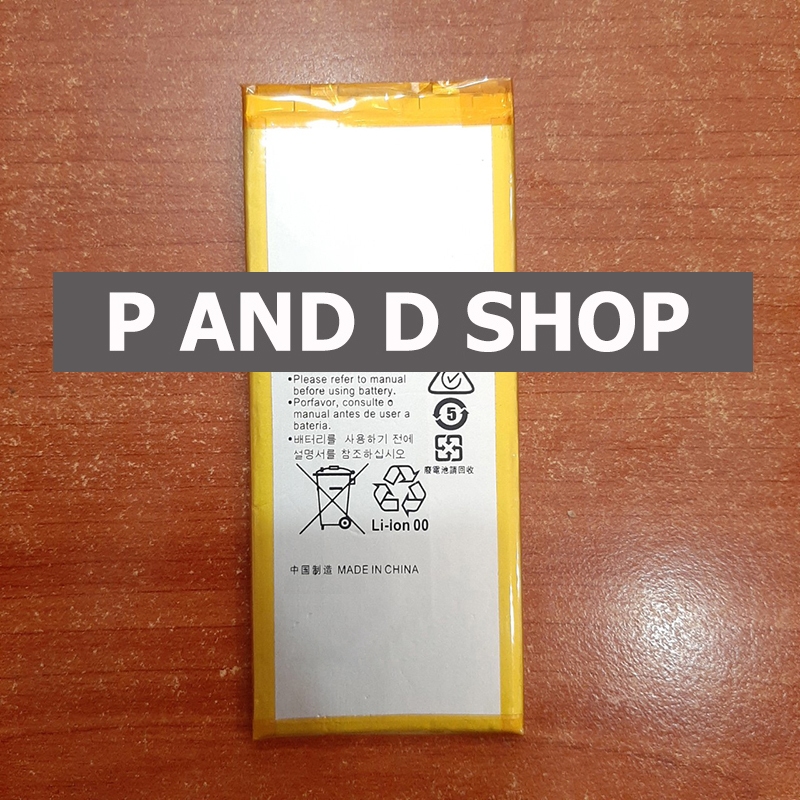 P AND D SHOP
•Please refer to manual
before using battery.
•Porfavor, consulte o
manual antes de user a
bateria.
•배터리를 사용하기 전에
설명서를 참조하십시오
5
廢電池請回收
Li-ion 00
中国制造 MADE IN CHINA